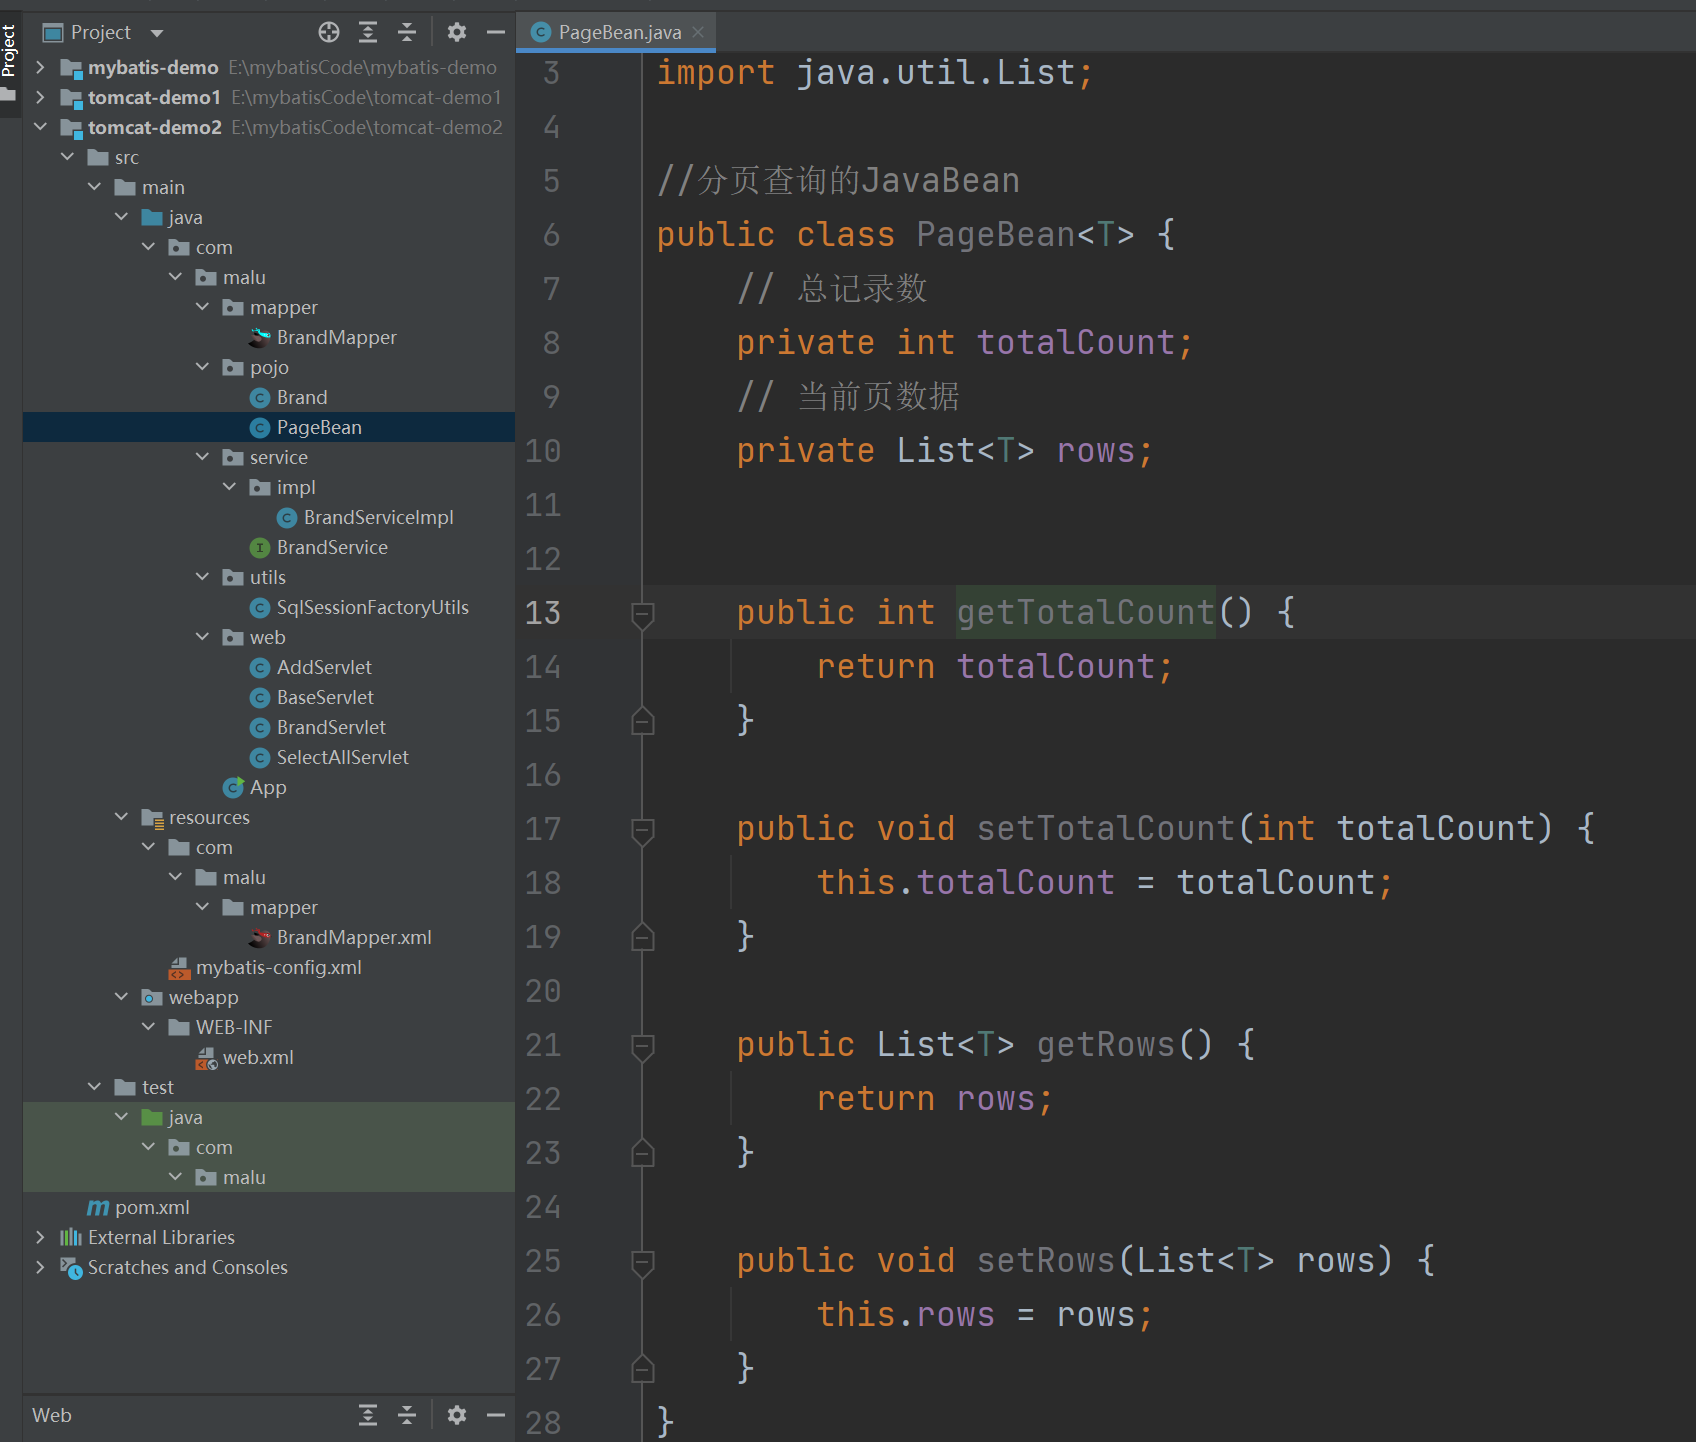 Project
Project
mybatis-demo E:\mybatisCode\mybatis-demo
tomcat-demo1 E:\mybatisCode\tomcat-demo1
tomcat-demo2 E:\mybatisCode\tomcat-demo2
src
main
java
com
malu
mapper
BrandMapper
pojo
Brand
PageBean
service
impl
BrandServiceImpl
BrandService
utils
SqlSessionFactoryUtils
web
AddServlet
BaseServlet
BrandServlet
SelectAllServlet
App
resources
com
malu
mapper
BrandMapper.xml
mybatis-config.xml
webapp
WEB-INF
web.xml
test
java
com
malu
pom.xml
External Libraries
Scratches and Consoles
Web
PageBean.java
3 import java.util.List;
4
5 //分页查询的JavaBean
6 public class PageBean<T> {
7 // 总记录数
8 private int totalCount;
9 // 当前页数据
10 private List<T> rows;
11
12
13 public int getTotalCount() {
14 return totalCount;
15 }
16
17 public void setTotalCount(int totalCount) {
18 this.totalCount = totalCount;
19 }
20
21 public List<T> getRows() {
22 return rows;
23 }
24
25 public void setRows(List<T> rows) {
26 this.rows = rows;
27 }
28 }